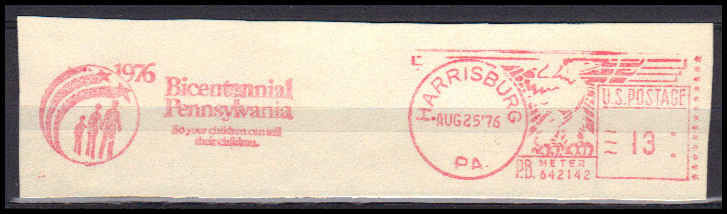 1976
Bicentennial
Pennsylvania
So your children can tell
their children.
HARRISBURG
AUG 25 '76
PA.
U.S. POSTAGE
13
P.B. METER
642142